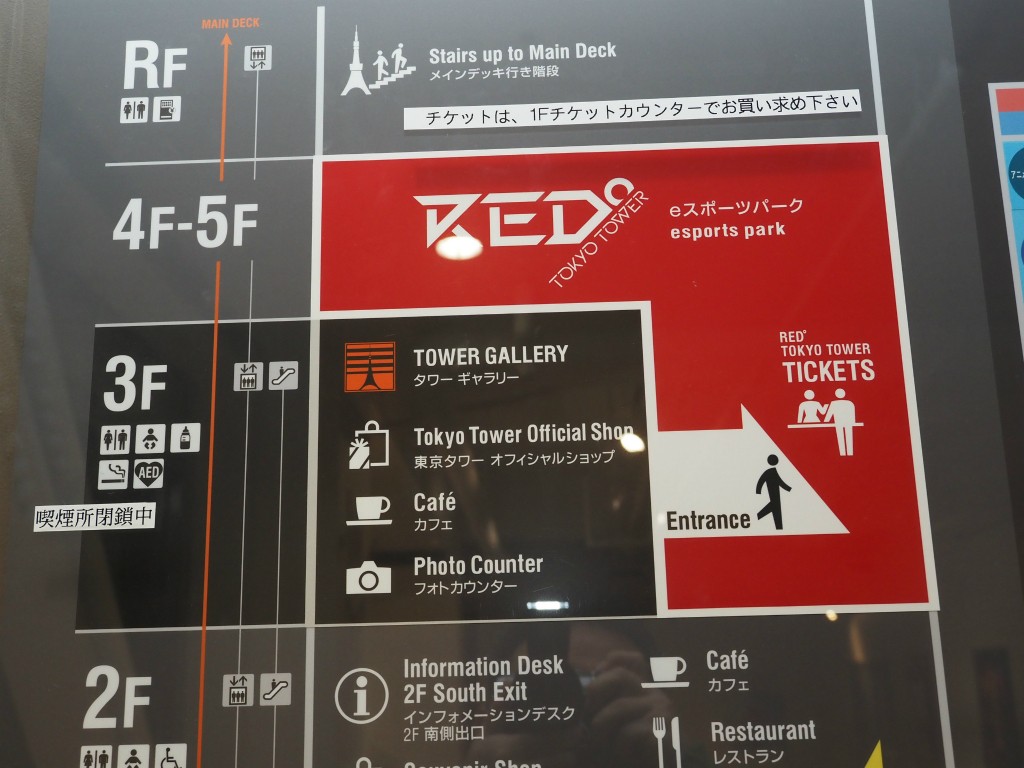 MAIN DECK
RF
Stairs up to Main Deck
メインデッキ行き階段
チケットは、1Fチケットカウンターでお買い求め下さい
4F-5F
RED°
TOKYO TOWER
eスポーツパーク
esports park
3F
AED
喫煙所閉鎖中
TOWER GALLERY
タワー ギャラリー
Tokyo Tower Official Shop
東京タワー オフィシャルショップ
Café
カフェ
Photo Counter
フォトカウンター
RED°
TOKYO TOWER
TICKETS
Entrance
2F
Information Desk
2F South Exit
インフォメーションデスク
2F 南側出口
Café
カフェ
Restaurant
レストラン
Souvenir Shop